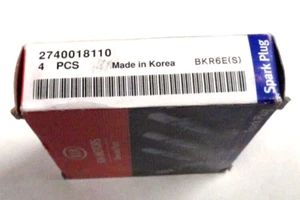 2740018110
4 PCS Made in Korea BKR6E(S)
Spark Plug